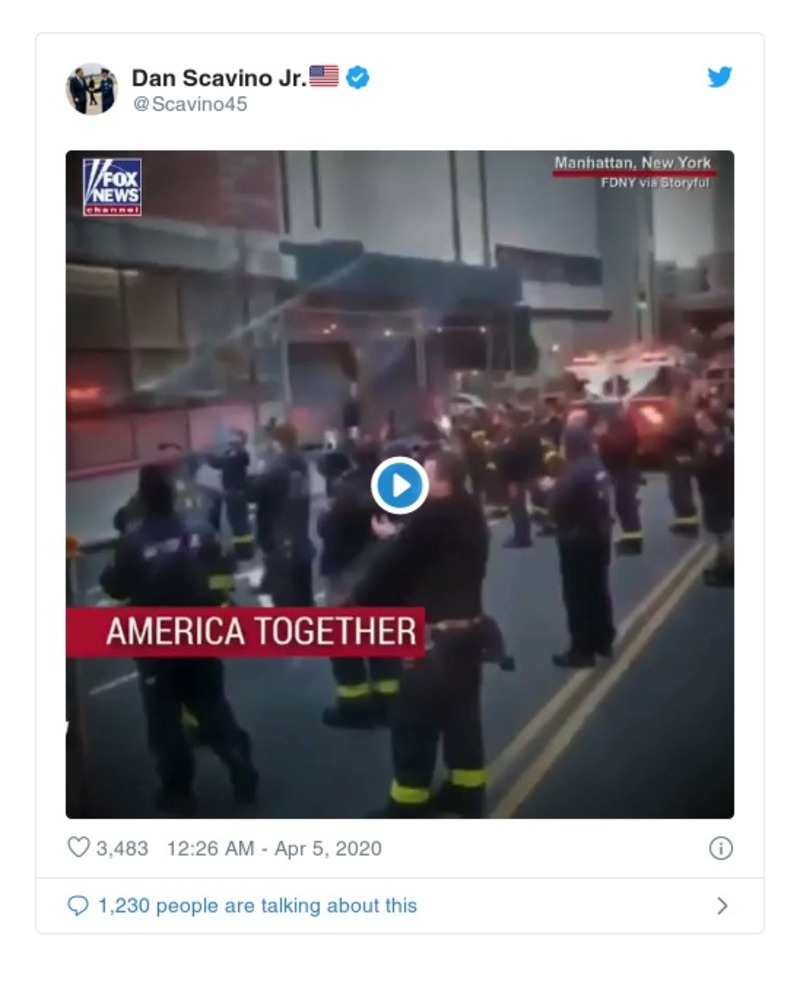 Dan Scavino Jr.🇺🇸
@Scavino45
FOX
NEWS
channel
Manhattan, New York
FDNY via Storyful
AMERICA TOGETHER
3,483 12:26 AM - Apr 5, 2020
1,230 people are talking about this